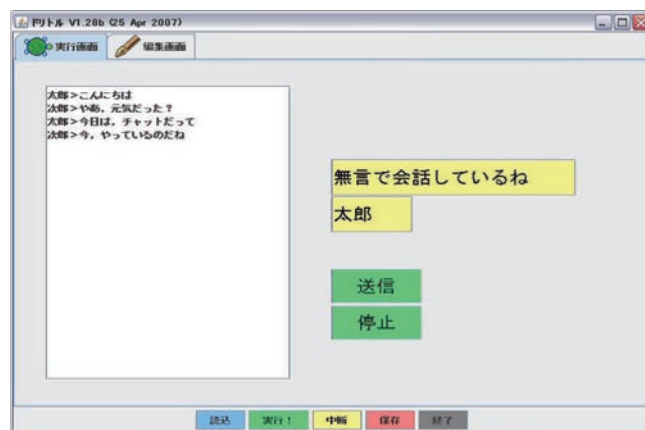 ドリトル V1.28b (25 Apr 2007)
実行画面 編集画面
太郎>こんにちは
次郎>やあ、元気だった？
太郎>今日は、チャットだって
次郎>今、やっているのだね
無言で会話しているね
太郎
送信
停止
読込 実行！ 中断 保存 終了